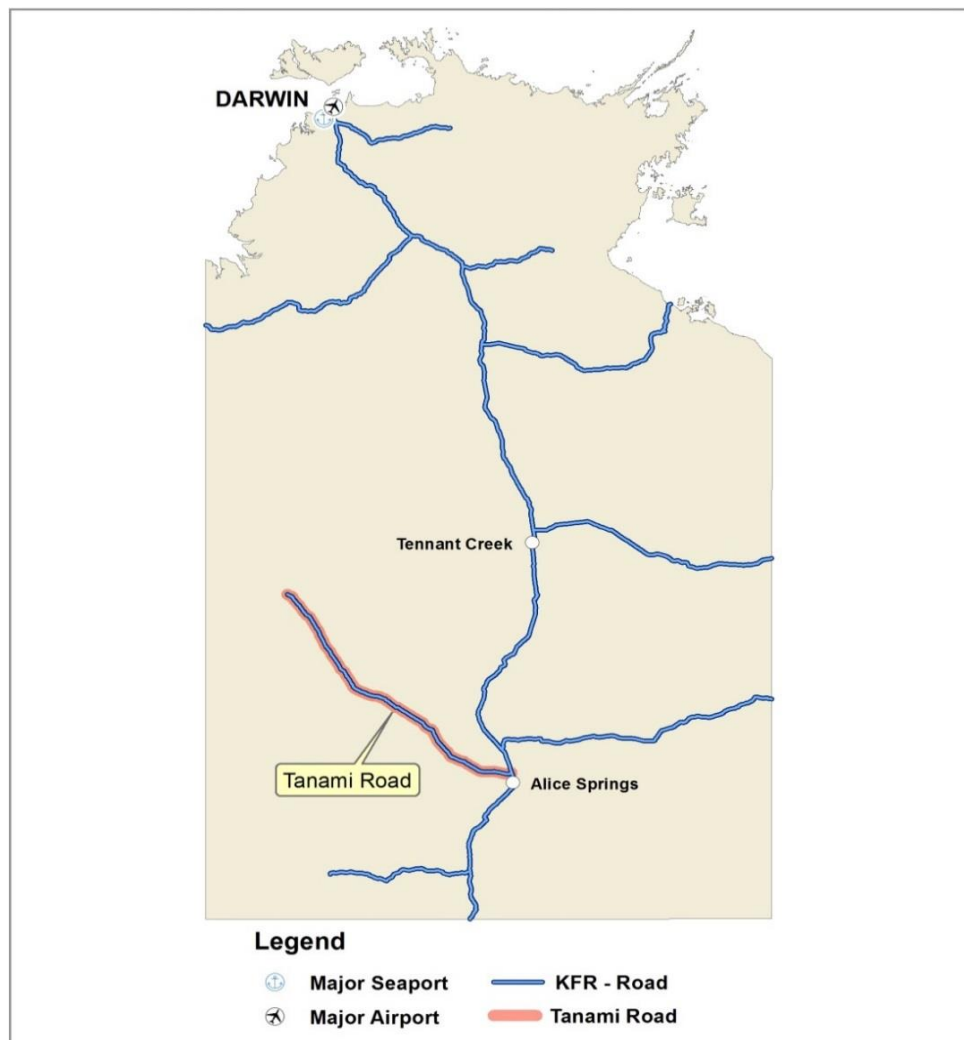 DARWIN
Tennant Creek
Tanami Road
Alice Springs
Legend
Major Seaport
KFR - Road
Major Airport
Tanami Road